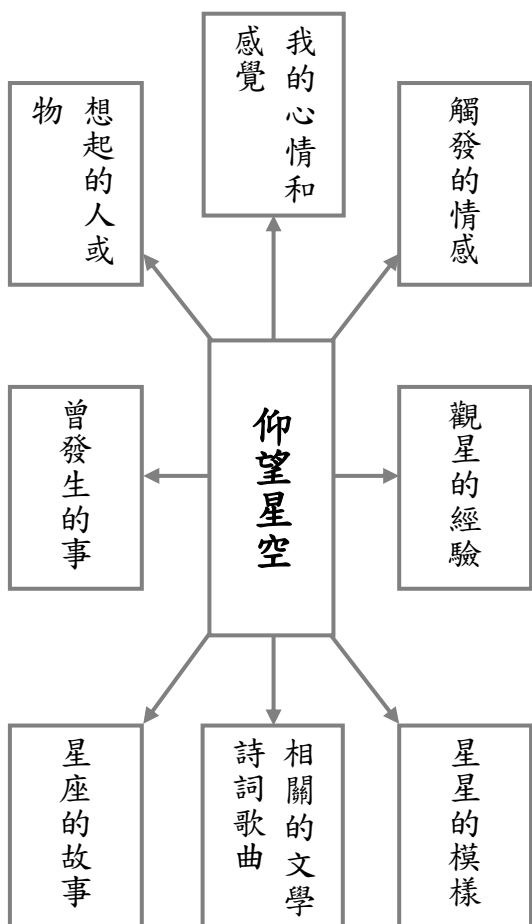 觸發的情感
我的心情和
感覺
想起的人或
物
觀星的經驗
仰望星空
曾發生的事
星星的模樣
相關的文學
詩詞歌曲
星座的故事